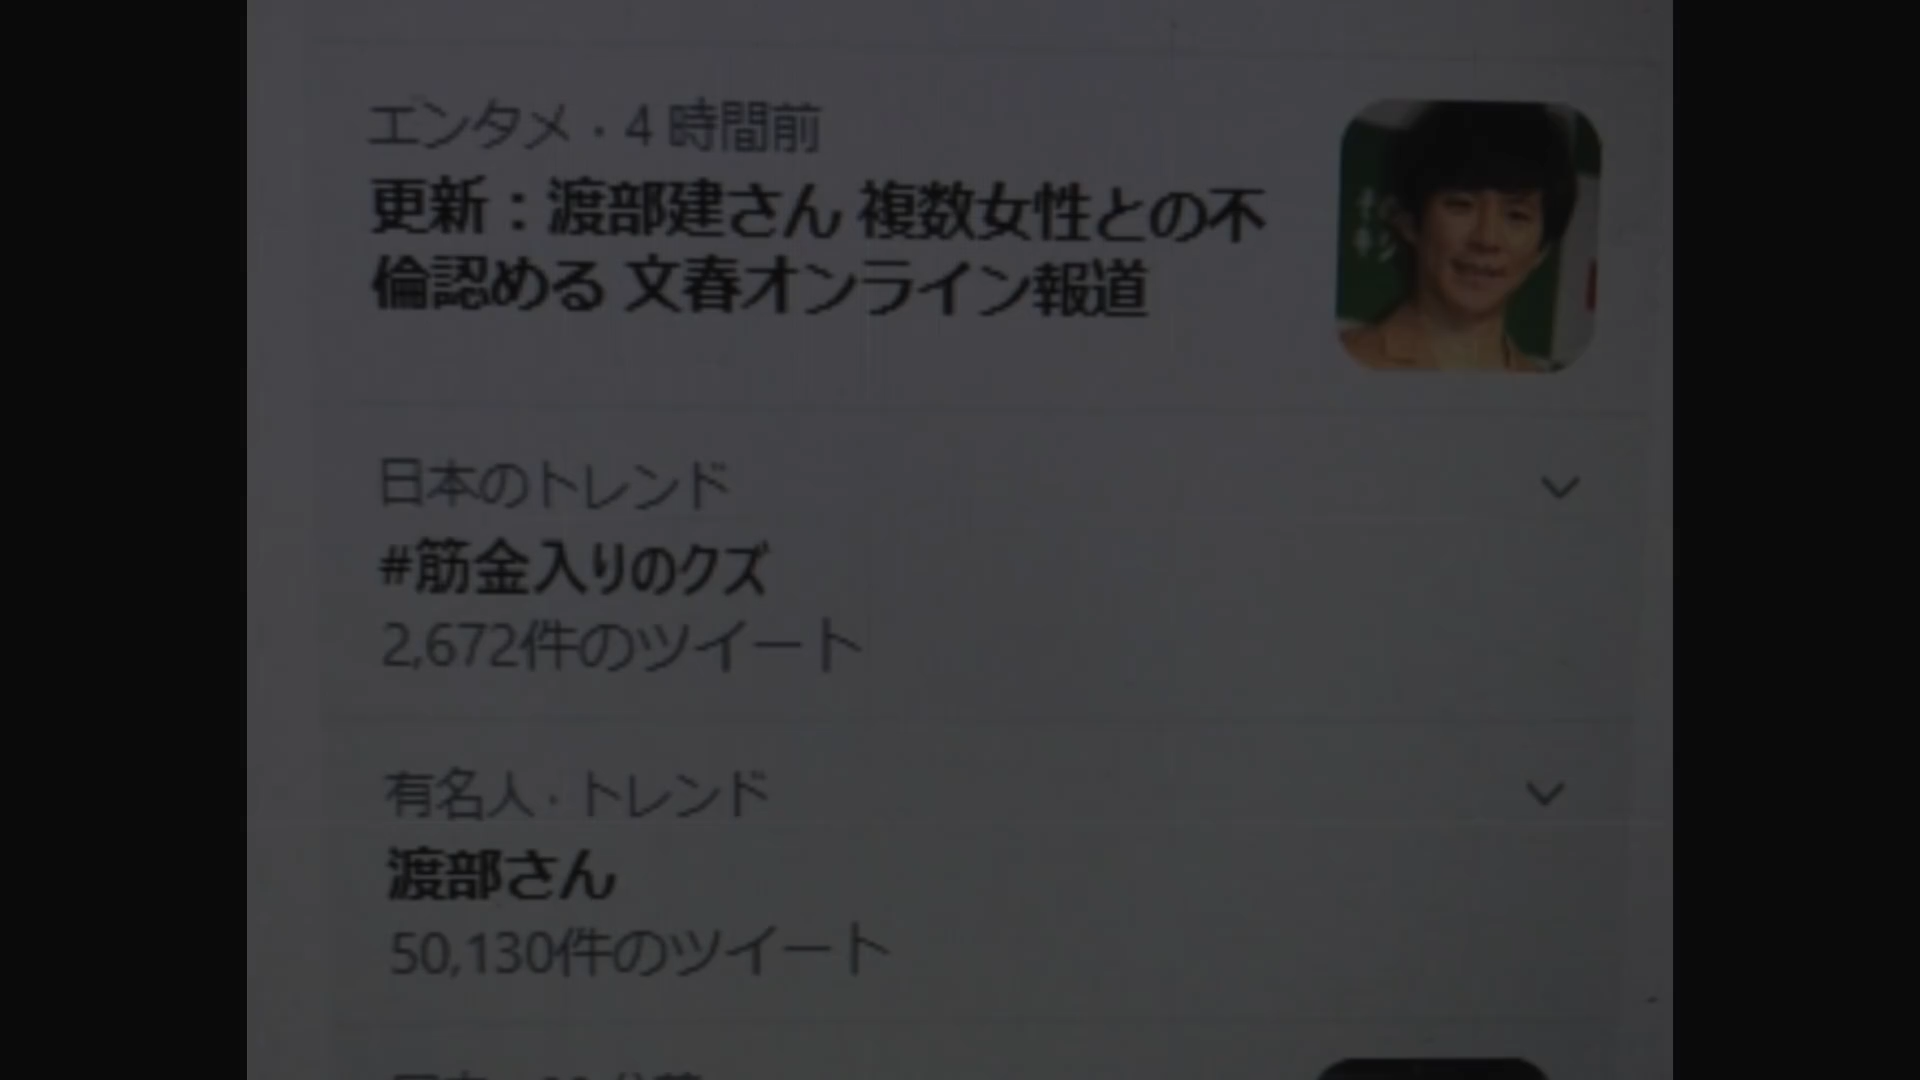 エンタメ · 4 時間前
更新：渡部建さん 複数女性との不
倫認める 文春オンライン報道
日本のトレンド
#筋金入りのクズ
2,672件のツイート
有名人 · トレンド
渡部さん
50,130件のツイート